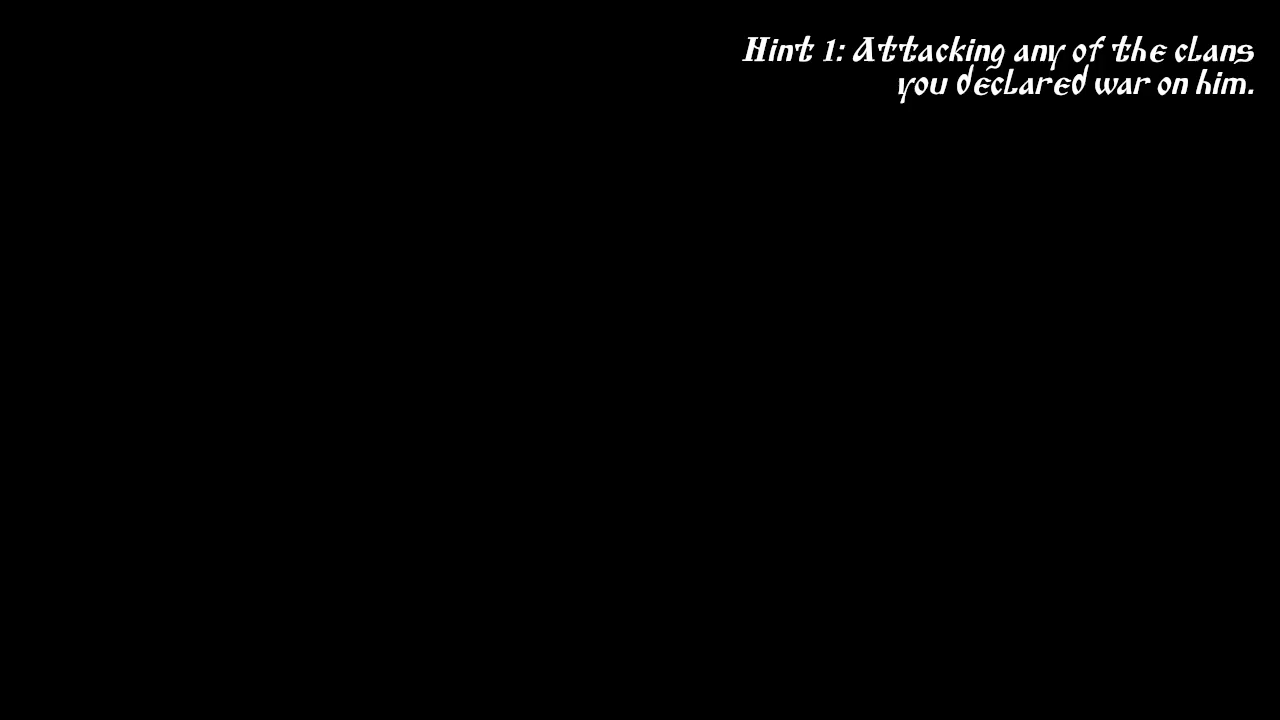 Hint 1: Attacking any of the clans
you declared war on him.